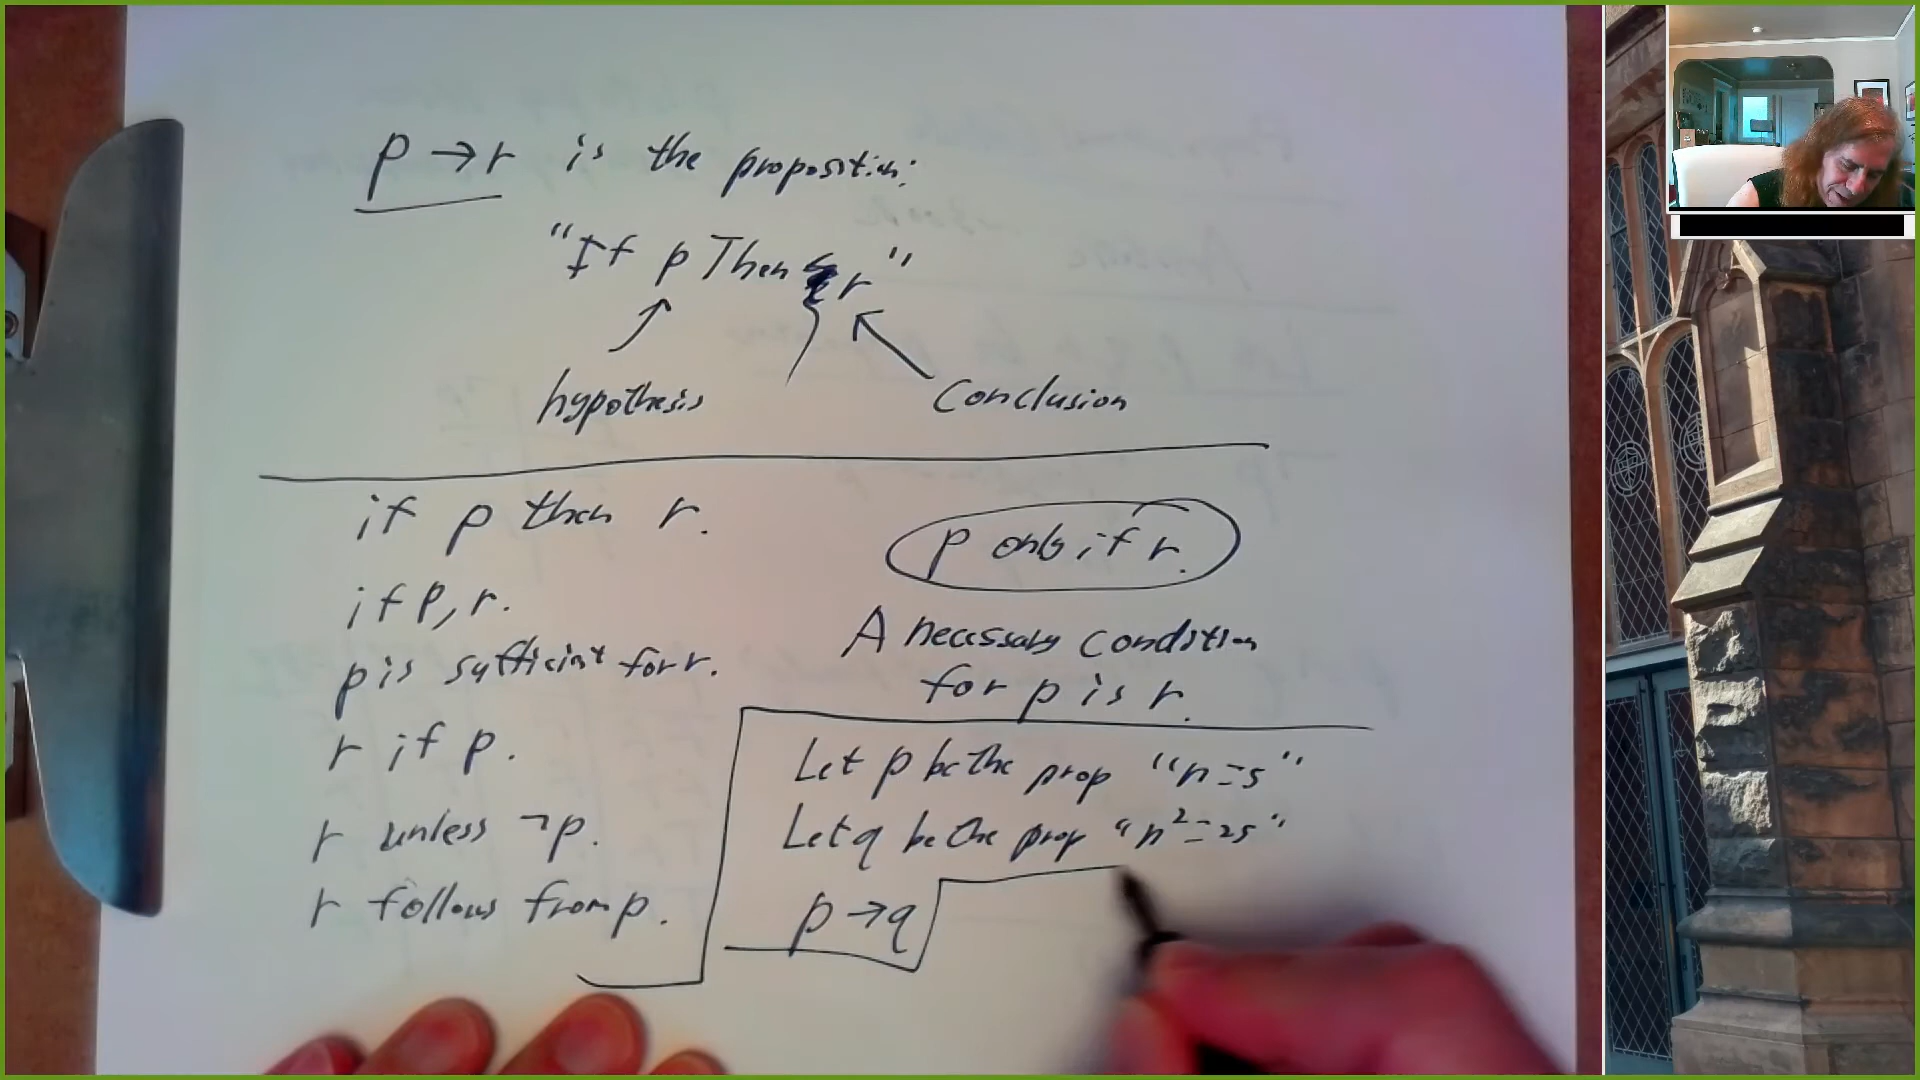 p → r is the proposition:
"If p Then r"
hypothesis
Conclusion
if p then r.
if p, r.
p is sufficient for r.
r if p.
r unless ¬p.
r follows from p.
p only if r.
A necessary condition
for p is r.
Let p be the prop "n = 5"
Let q be the prop "n² = 25"
p → q